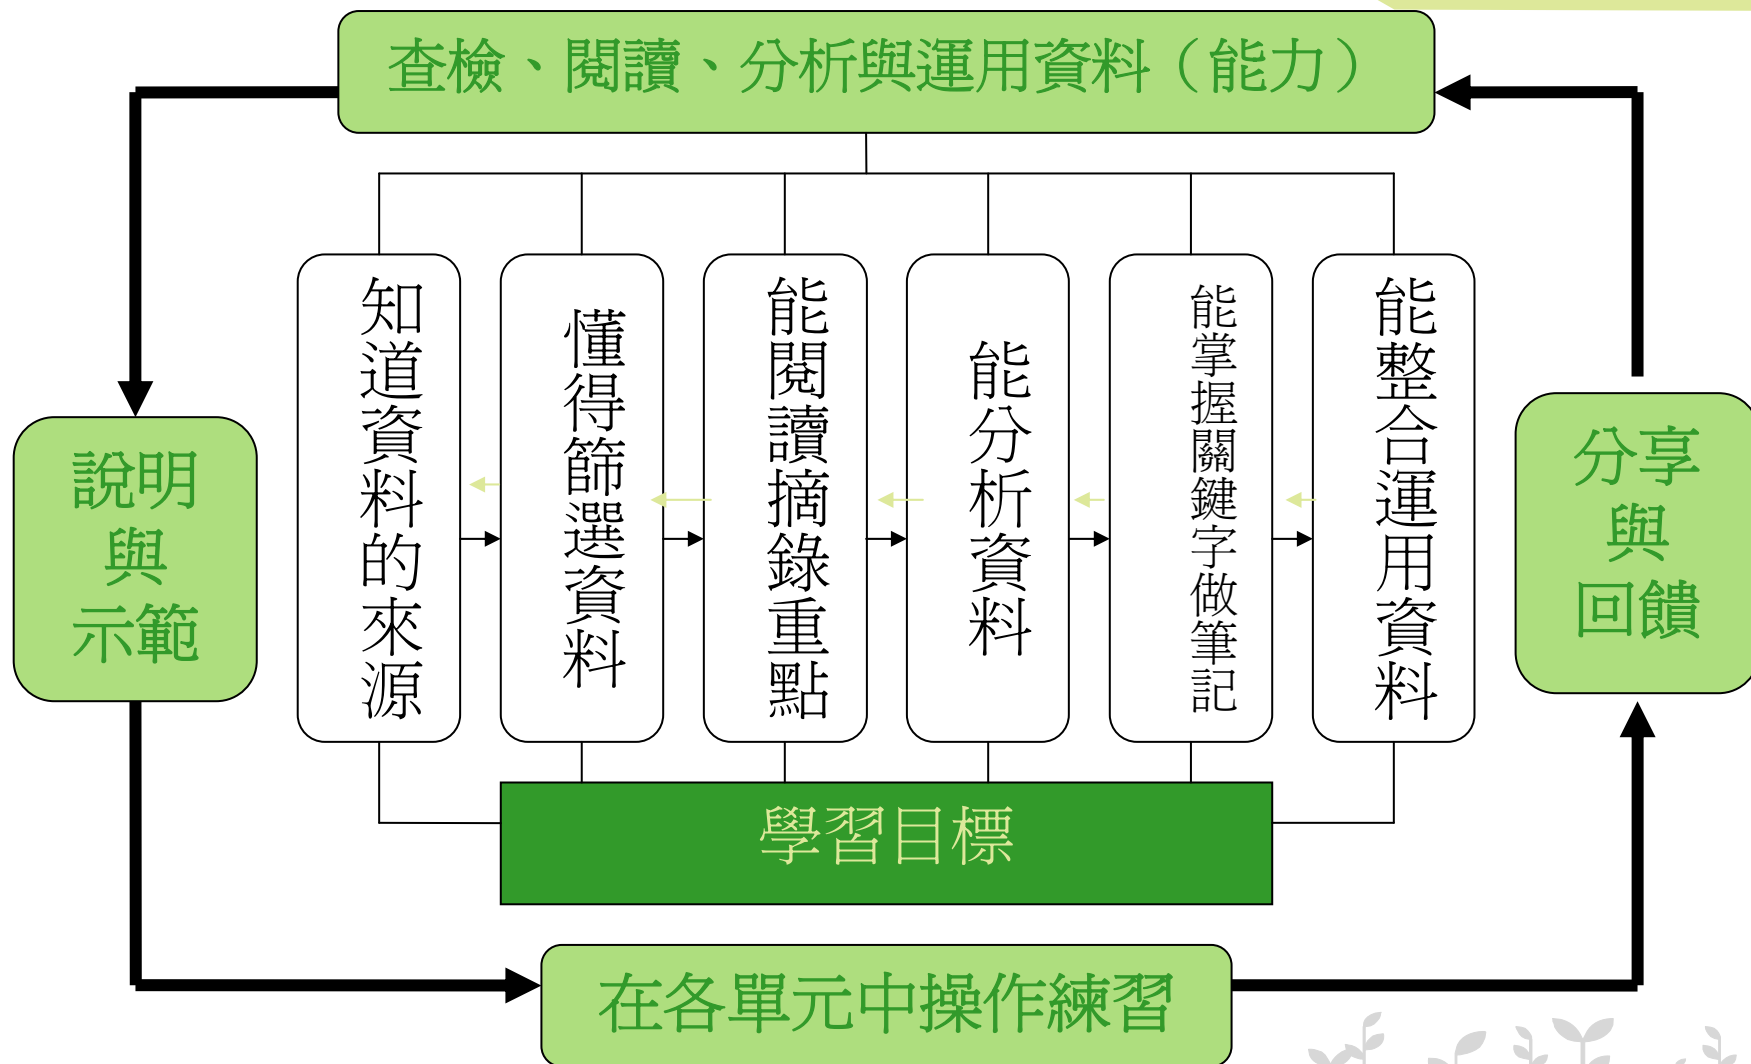 查檢、閱讀、分析與運用資料（能力）
說明
與
示範
知道資料的來源
懂得篩選資料
能閱讀摘錄重點
能分析資料
能掌握關鍵字做筆記
能整合運用資料
分享
與
回饋
學習目標
在各單元中操作練習